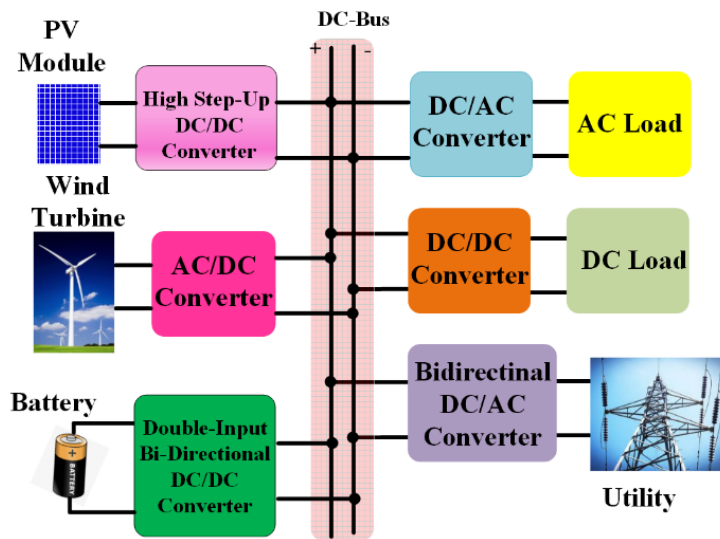 PV
Module
DC-Bus
+ -
High Step-Up
DC/DC
Converter
DC/AC
Converter
AC Load
Wind
Turbine
AC/DC
Converter
DC/DC
Converter
DC Load
Battery
+
BATTERY
Double-Input
Bi-Directional
DC/DC
Converter
Bidirectinal
DC/AC
Converter
Utility